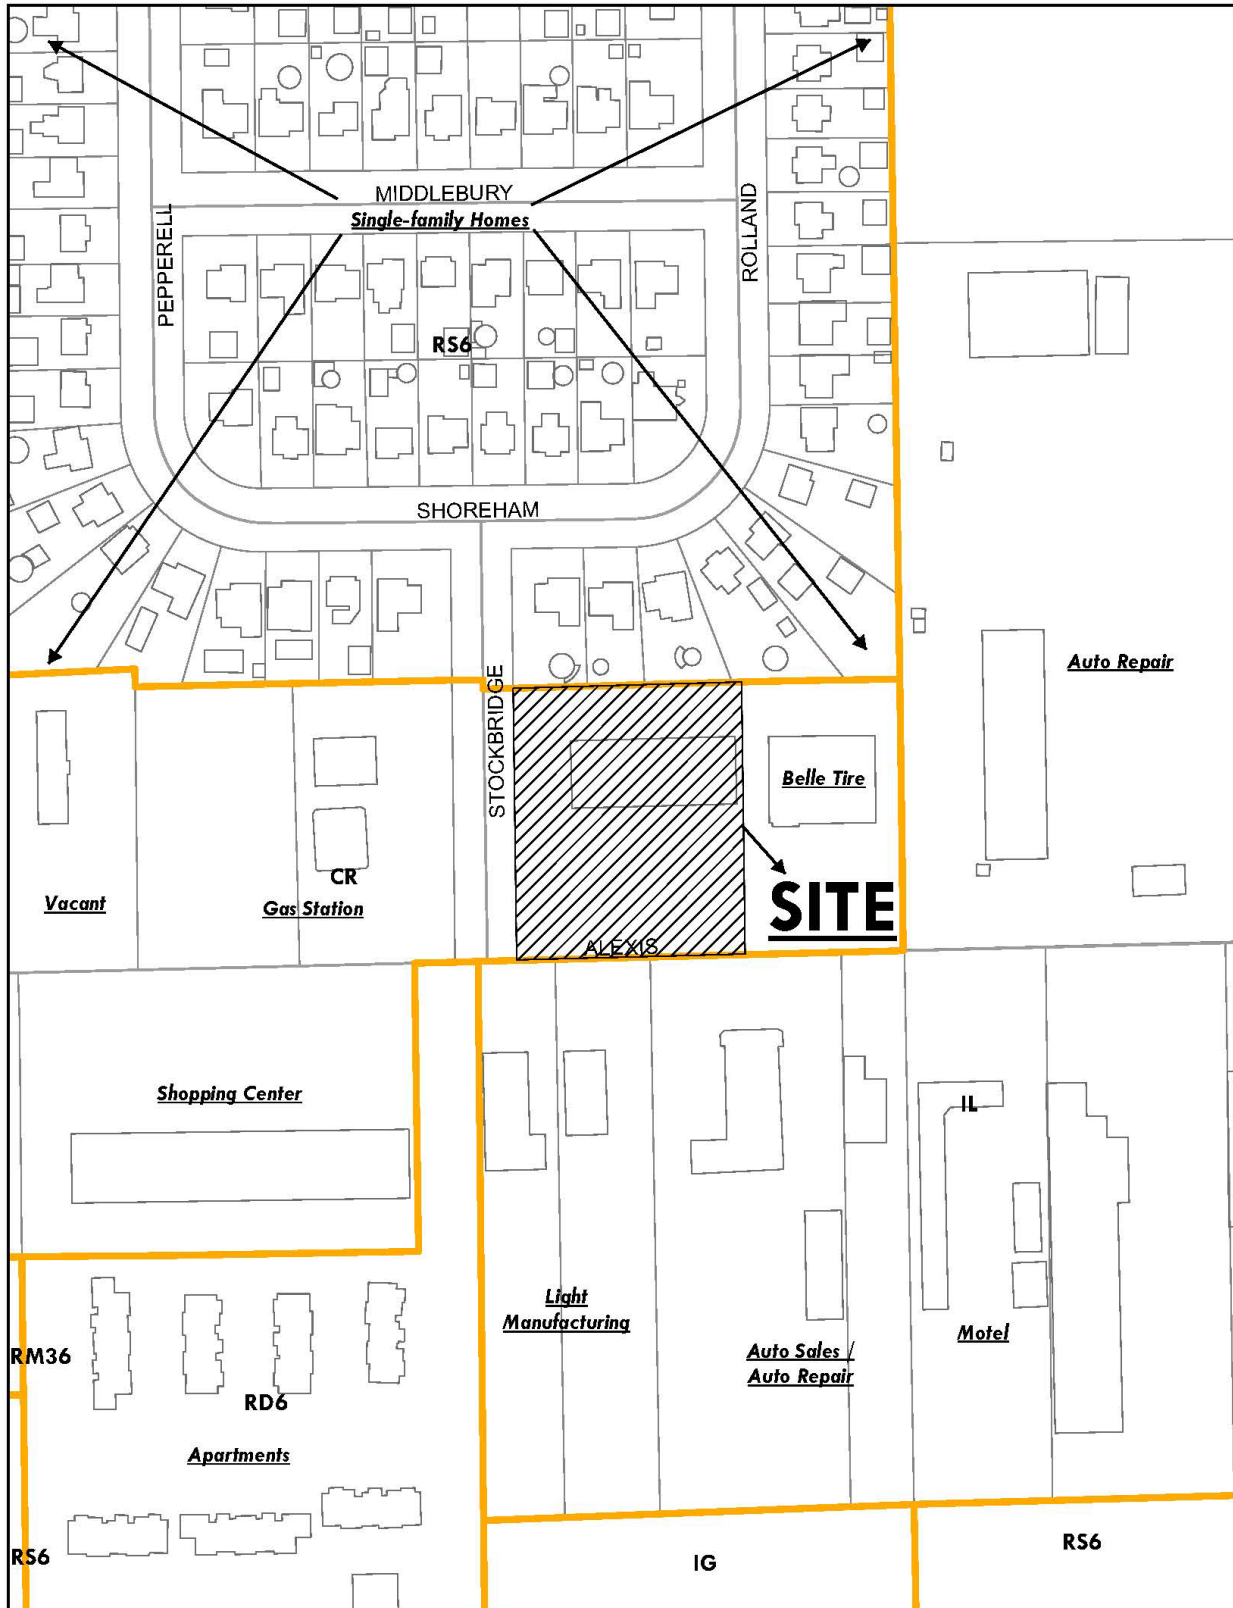 MIDDLEBURY
Single-family Homes
PEPPERELL
ROLLAND
RS6
SHOREHAM
Auto Repair
STOCKBRIDGE
Belle Tire
CR
Vacant
Gas Station
SITE
ALEXIS
Shopping Center
IL
Light
Manufacturing
Motel
Auto Sales /
Auto Repair
RM36
RD6
Apartments
RS6
IG
RS6